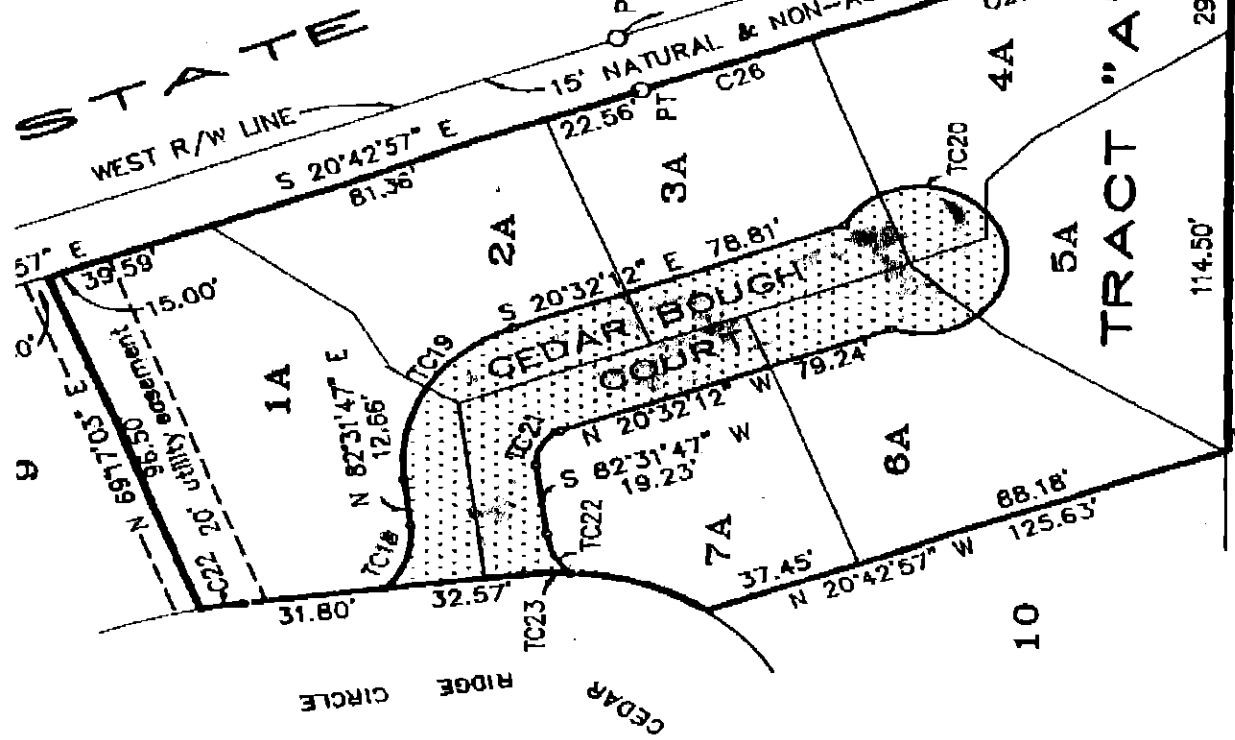 STATE
WEST R/W LINE
15' NATURAL & NON-
S 20°42'57" E
81.36'
22.56'
PT
C26
57" E
39.59'
15.00'
N 69°17'03" E
96.50'
20' utility easement
C22
9
1A
2A
3A
4A
5A
6A
7A
TRACT "A
29
114.50'
TC20
TC19
S 20°32'12" E 78.81'
CEDAR BOUGH
COURT
N 20°32'12" W 79.24'
N 82°31'47" E
12.66'
TC21
S 82°31'47" W
19.23'
TC18
TC22
TC23
31.80'
32.57'
37.45'
88.18'
N 20°42'57" W 125.63'
10
CEDAR RIDGE CIRCLE